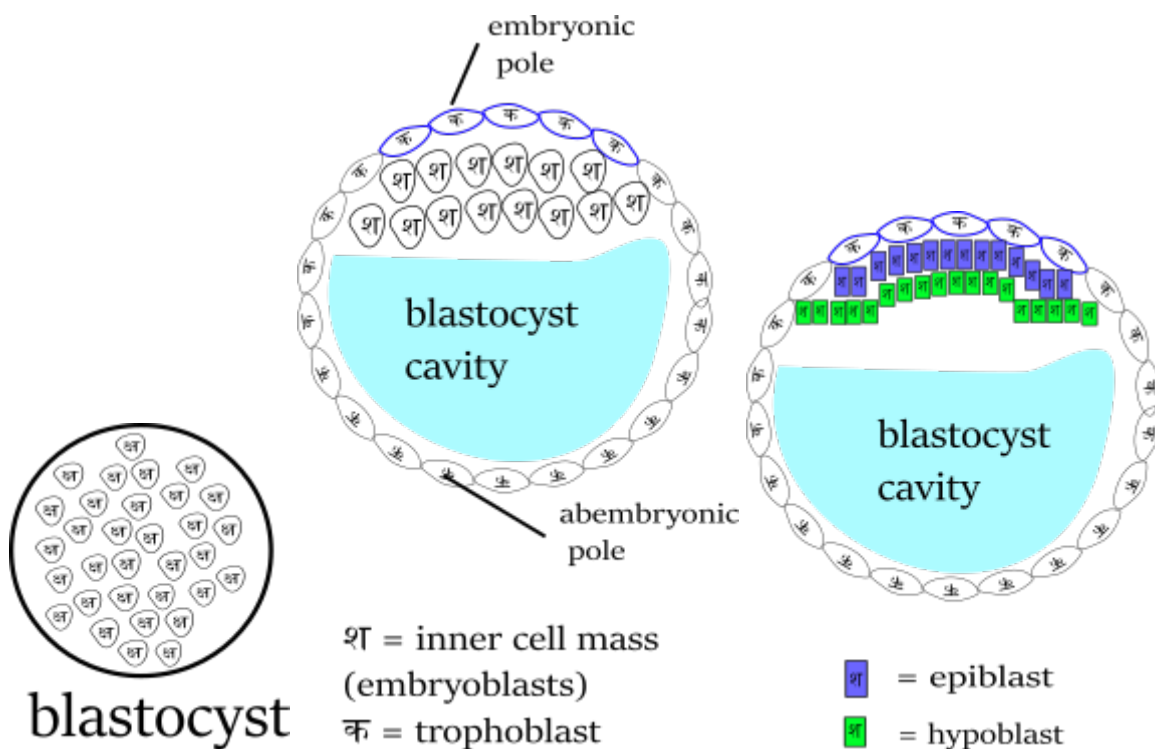 embryonic
pole
blastocyst
cavity
blastocyst
cavity
abembryonic
pole
blastocyst
श = inner cell mass
(embryoblasts)
क = trophoblast
श = epiblast
श = hypoblast